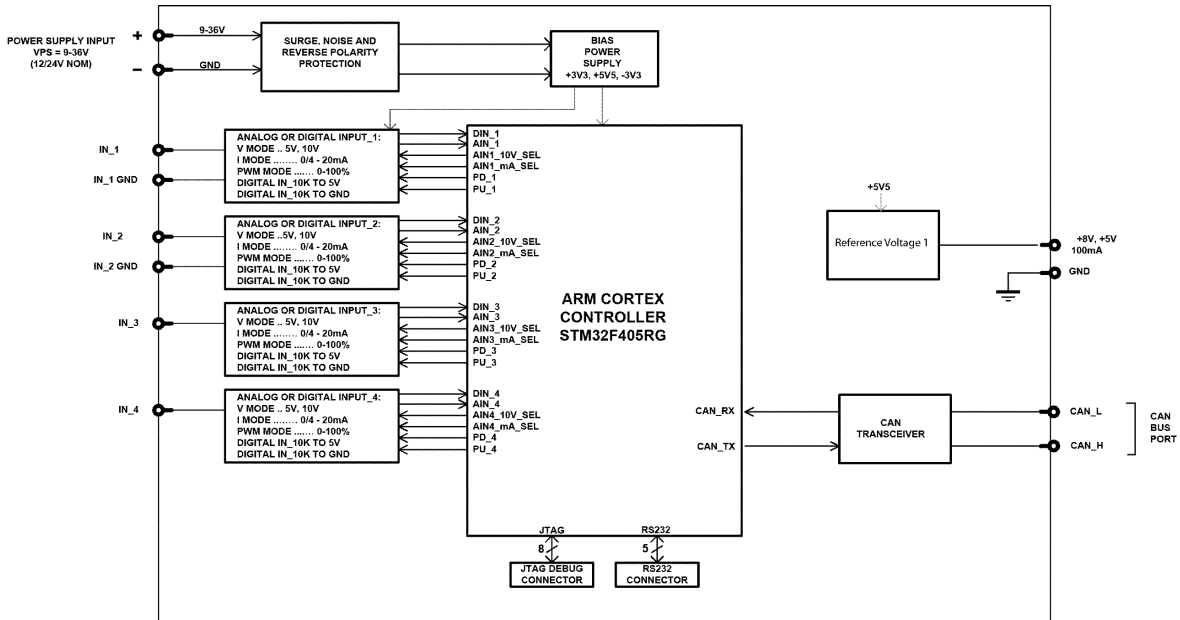 POWER SUPPLY INPUT
VPS = 9-36V
(12/24V NOM)
+
9-36V
−
GND
SURGE, NOISE AND
REVERSE POLARITY
PROTECTION
BIAS
POWER
SUPPLY
+3V3, +5V5, -3V3
IN_1
IN_1 GND
ANALOG OR DIGITAL INPUT_1:
V MODE .. 5V, 10V
I MODE ........ 0/4 - 20mA
PWM MODE ....... 0-100%
DIGITAL IN_10K TO 5V
DIGITAL IN_10K TO GND
DIN_1
AIN_1
AIN1_10V_SEL
AIN1_mA_SEL
PD_1
PU_1
IN_2
IN_2 GND
ANALOG OR DIGITAL INPUT_2:
V MODE ..5V, 10V
I MODE ........ 0/4 - 20mA
PWM MODE ....... 0-100%
DIGITAL IN_10K TO 5V
DIGITAL IN_10K TO GND
DIN_2
AIN_2
AIN2_10V_SEL
AIN2_mA_SEL
PD_2
PU_2
IN_3
ANALOG OR DIGITAL INPUT_3:
V MODE .. 5V, 10V
I MODE ........ 0/4 - 20mA
PWM MODE ....... 0-100%
DIGITAL IN_10K TO 5V
DIGITAL IN_10K TO GND
DIN_3
AIN_3
AIN3_10V_SEL
AIN3_mA_SEL
PD_3
PU_3
IN_4
ANALOG OR DIGITAL INPUT_4:
V MODE .. 5V, 10V
I MODE ........ 0/4 - 20mA
PWM MODE ....... 0-100%
DIGITAL IN_10K TO 5V
DIGITAL IN_10K TO GND
DIN_4
AIN_4
AIN4_10V_SEL
AIN4_mA_SEL
PD_4
PU_4
ARM CORTEX
CONTROLLER
STM32F405RG
+5V5
Reference Voltage 1
+8V, +5V
100mA
GND
CAN_RX
CAN_TX
CAN
TRANSCEIVER
CAN_L
CAN_H
CAN
BUS
PORT
JTAG
RS232
8
5
JTAG DEBUG
CONNECTOR
RS232
CONNECTOR